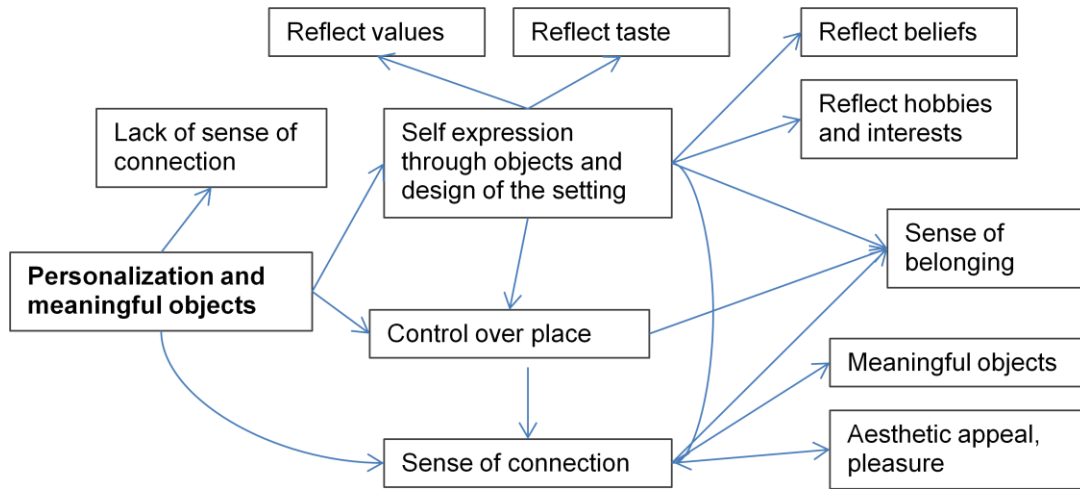 Reflect values
Reflect taste
Reflect beliefs
Reflect hobbies
and interests
Lack of sense of
connection
Self expression
through objects and
design of the setting
Sense of
belonging
Personalization and
meaningful objects
Control over place
Meaningful objects
Aesthetic appeal,
pleasure
Sense of connection